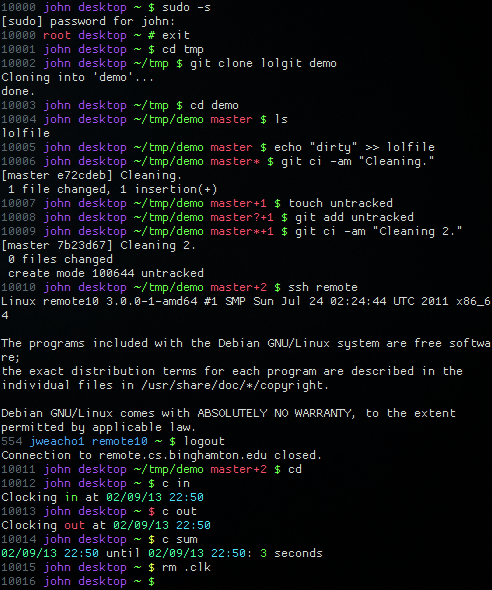 10000 john desktop ~ $ sudo -s
[sudo] password for john:
10000 root desktop ~ # exit
10001 john desktop ~ $ cd tmp
10002 john desktop ~/tmp $ git clone lolgit demo
Cloning into 'demo'...
done.
10003 john desktop ~/tmp $ cd demo
10004 john desktop ~/tmp/demo master $ ls
lolfile
10005 john desktop ~/tmp/demo master $ echo "dirty" >> lolfile
10006 john desktop ~/tmp/demo master* $ git ci -am "Cleaning."
[master e72cdeb] Cleaning.
 1 file changed, 1 insertion(+)
10007 john desktop ~/tmp/demo master+1 $ touch untracked
10008 john desktop ~/tmp/demo master?+1 $ git add untracked
10009 john desktop ~/tmp/demo master*+1 $ git ci -am "Cleaning 2."
[master 7b23d67] Cleaning 2.
 0 files changed
 create mode 100644 untracked
10010 john desktop ~/tmp/demo master+2 $ ssh remote
Linux remote10 3.0.0-1-amd64 #1 SMP Sun Jul 24 02:24:44 UTC 2011 x86_6
4
The programs included with the Debian GNU/Linux system are free softwa
re;
the exact distribution terms for each program are described in the
individual files in /usr/share/doc/*/copyright.
Debian GNU/Linux comes with ABSOLUTELY NO WARRANTY, to the extent
permitted by applicable law.
554 jweacho1 remote10 ~ $ logout
Connection to remote.cs.binghamton.edu closed.
10011 john desktop ~/tmp/demo master+2 $ cd
10012 john desktop ~ $ c in
Clocking in at 02/09/13 22:50
10013 john desktop ~ $ c out
Clocking out at 02/09/13 22:50
10014 john desktop ~ $ c sum
02/09/13 22:50 until 02/09/13 22:50: 3 seconds
10015 john desktop ~ $ rm .clk
10016 john desktop ~ $